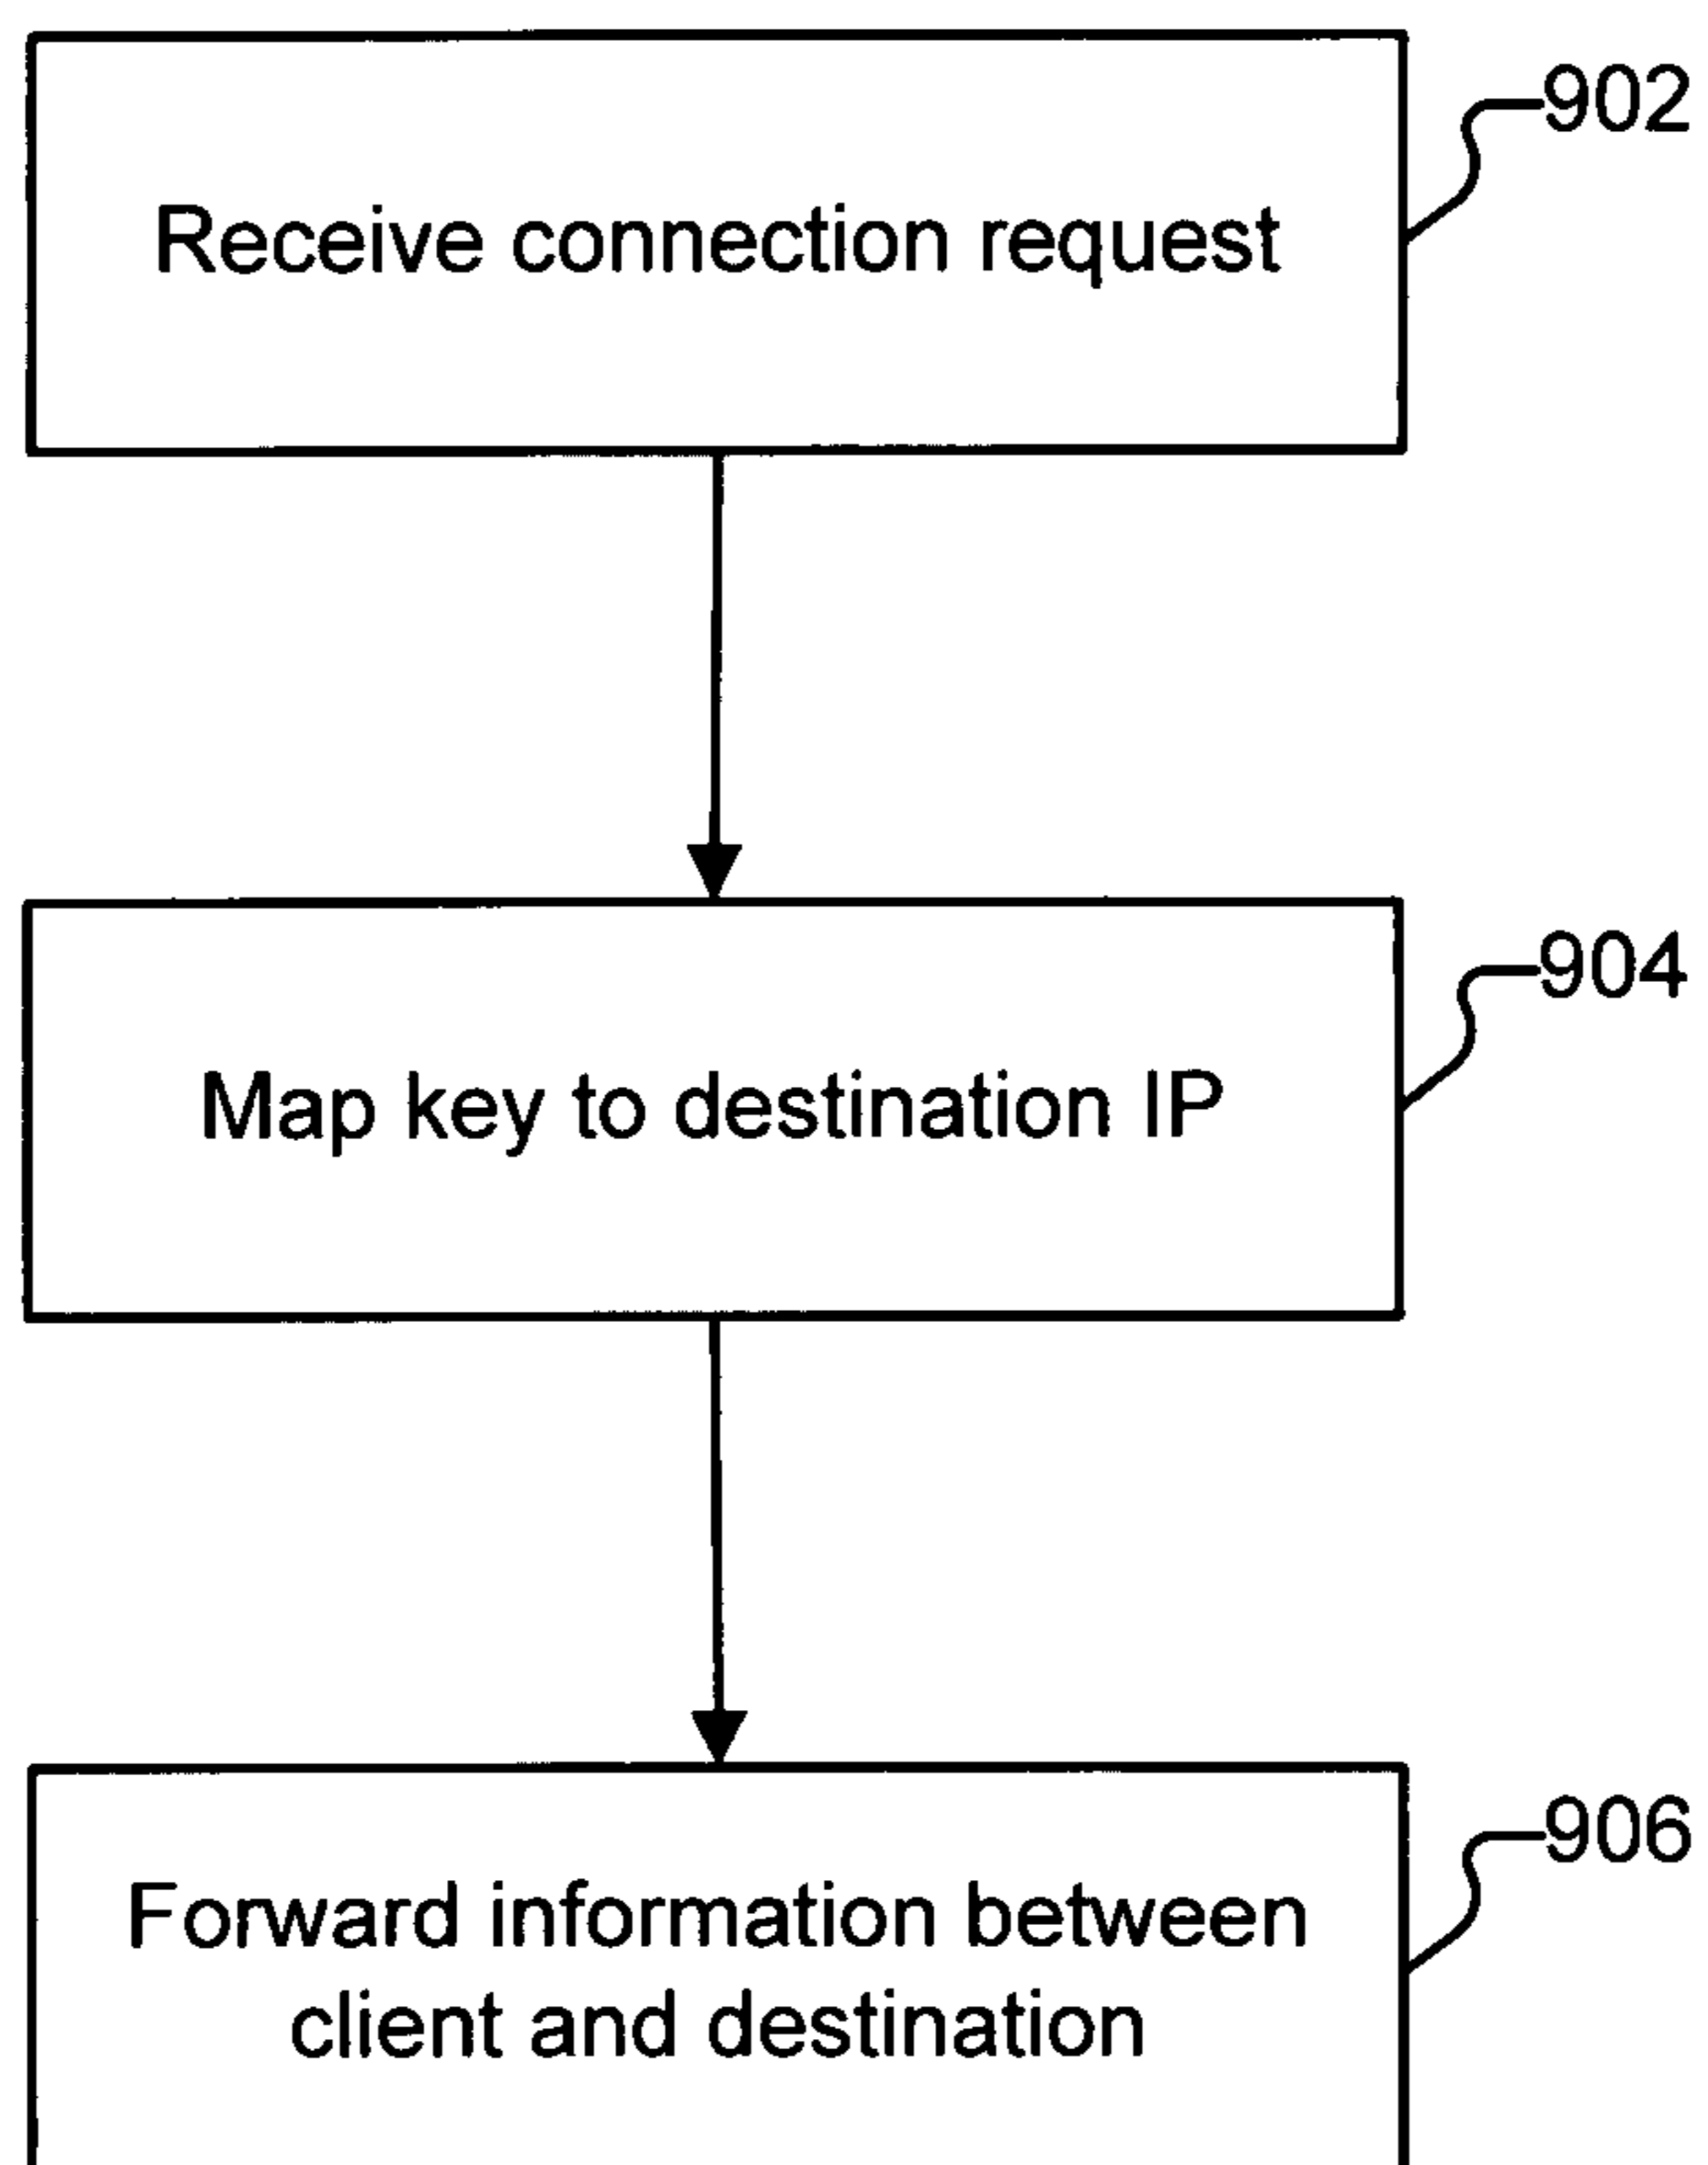 902
Receive connection request
904
Map key to destination IP
906
Forward information between
client and destination